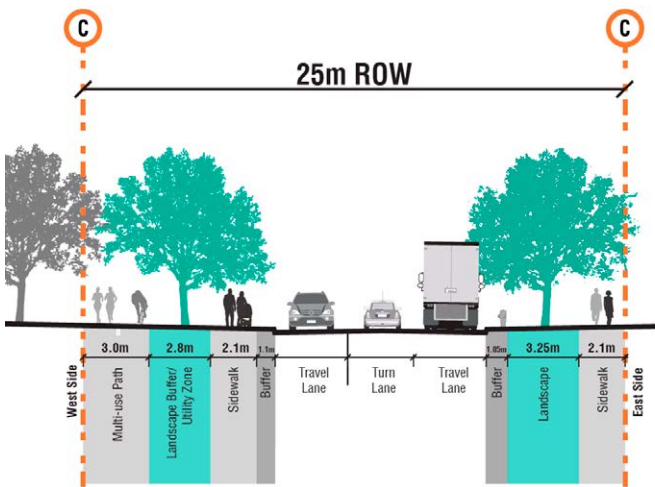 C
C
25m ROW
3.0m
2.8m
2.1m
1.1m
1.05m
3.25m
2.1m
West Side
Multi-use Path
Landscape Buffer/
Utility Zone
Sidewalk
Buffer
Travel
Lane
Turn
Lane
Travel
Lane
Buffer
Landscape
Sidewalk
East Side